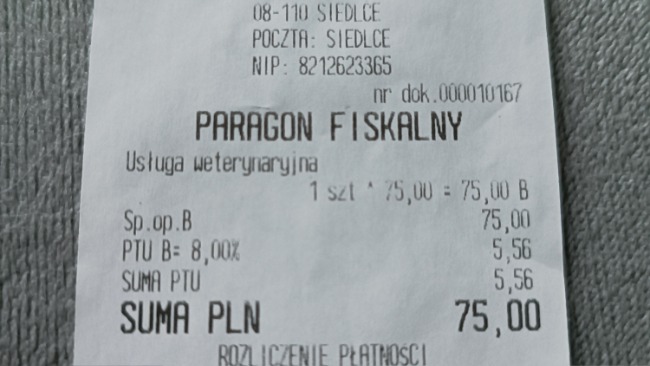 08-110 SIEDLCE
POCZTA: SIEDLCE
NIP: 8212623365
nr dok.000010167
PARAGON FISKALNY
Usługa weterynaryjna
1 szt * 75,00 = 75,00 B
Sp.op.B 75,00
PTU B= 8,00% 5,56
SUMA PTU 5,56
SUMA PLN 75,00
ROZLICZENIE PŁATNOŚCI